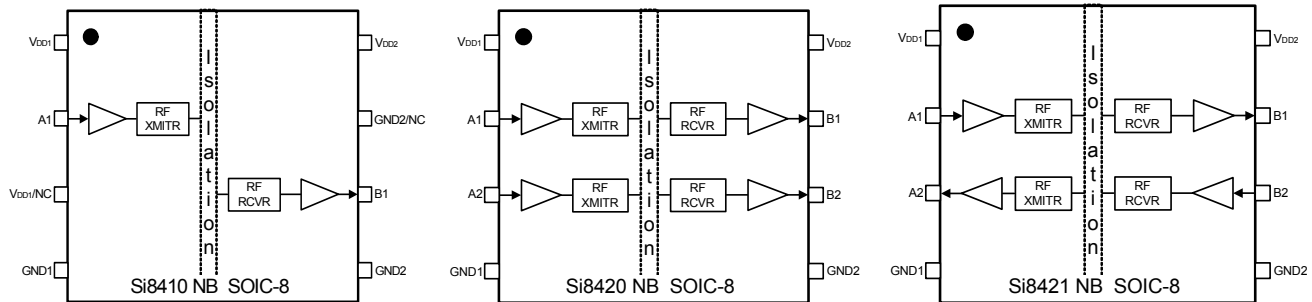 VDD1
VDD2
A1
RF XMITR
GND2/NC
VDD1/NC
RF RCVR
B1
GND1
GND2
Isolation
Si8410 NB SOIC-8
VDD1
VDD2
A1
RF XMITR
RF RCVR
B1
A2
RF XMITR
RF RCVR
B2
GND1
GND2
Isolation
Si8420 NB SOIC-8
VDD1
VDD2
A1
RF XMITR
RF RCVR
B1
A2
RF XMITR
RF RCVR
B2
GND1
GND2
Isolation
Si8421 NB SOIC-8